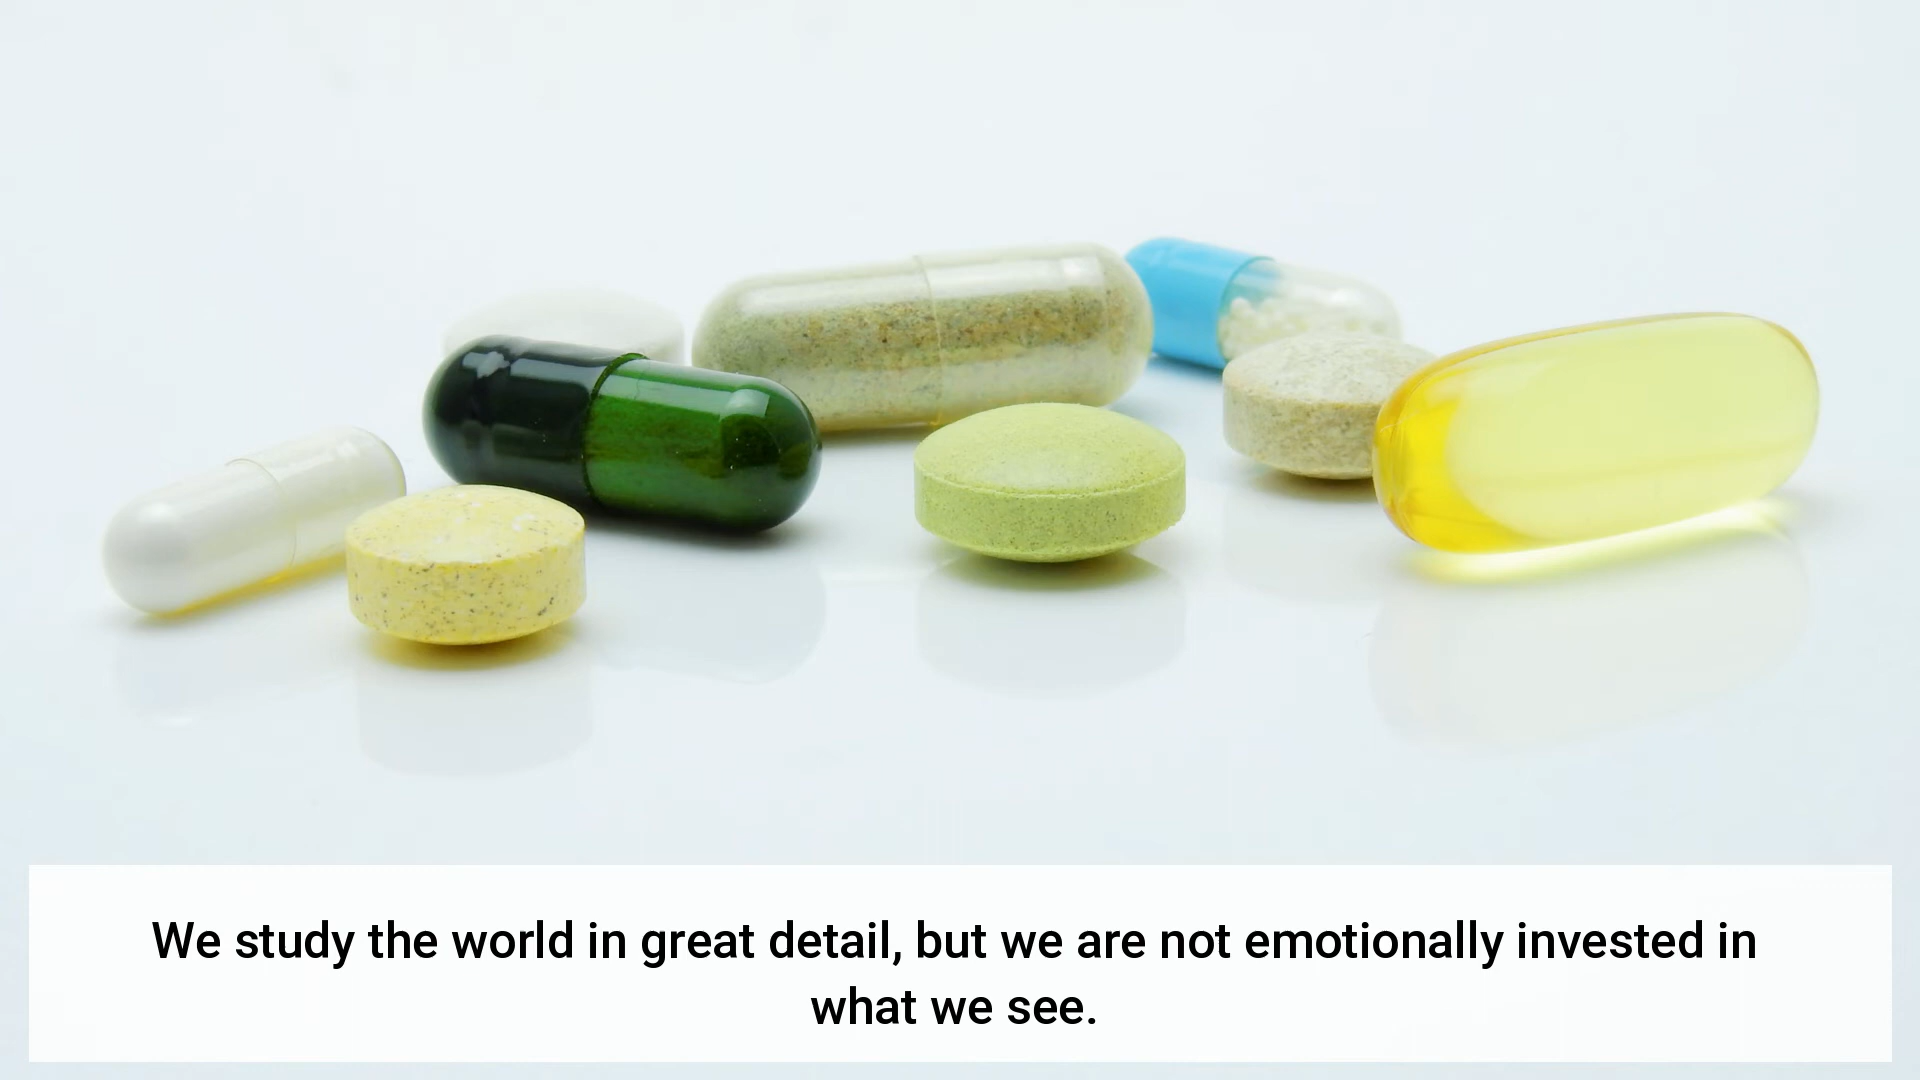 We study the world in great detail, but we are not emotionally invested in
what we see.